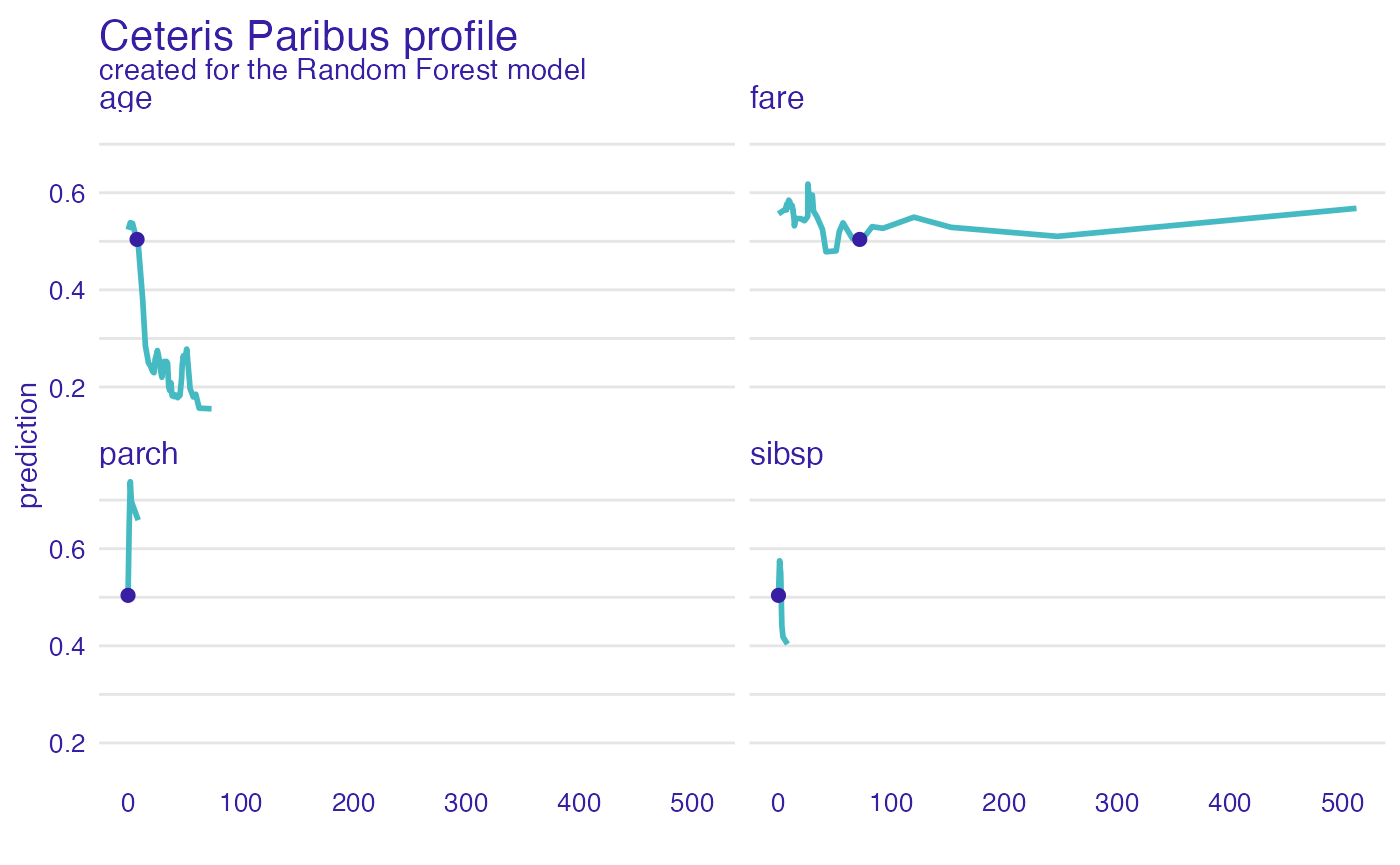 Ceteris Paribus profile
created for the Random Forest model
age
fare
0.6
0.4
0.2
prediction
parch
sibsp
0.6
0.4
0.2
0 100 200 300 400 500
0 100 200 300 400 500